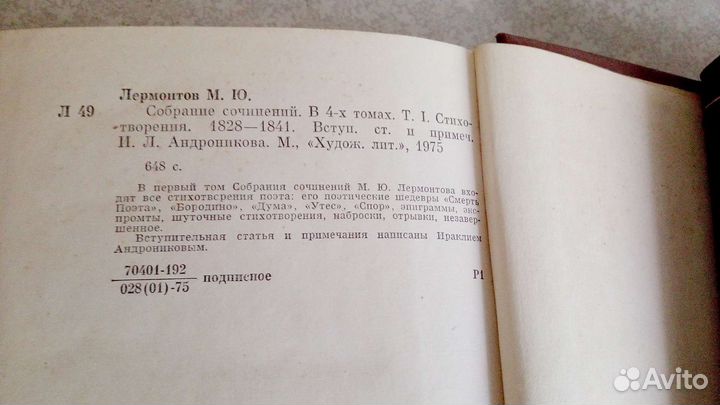 Лермонтов М. Ю.
Л 49 Собрание сочинений. В 4-х томах. Т. I. Стихо-
творения. 1828—1841. Вступ. ст. и примеч.
И. Л. Андроникова. М., «Худож. лит.», 1975
648 с.
В первый том Собрания сочинений М. Ю. Лермонтова вхо-
дят все стихотворения поэта: его поэтические шедевры «Смерть
Поэта», «Бородино», «Дума», «Утес», «Спор», эпиграммы, экс-
промты, шуточные стихотворения, наброски, отрывки, незавер-
шенное.
Вступительная статья и примечания написаны Ираклием
Андрониковым.
70401-192
028(01)-75 подписное Р1
Avito